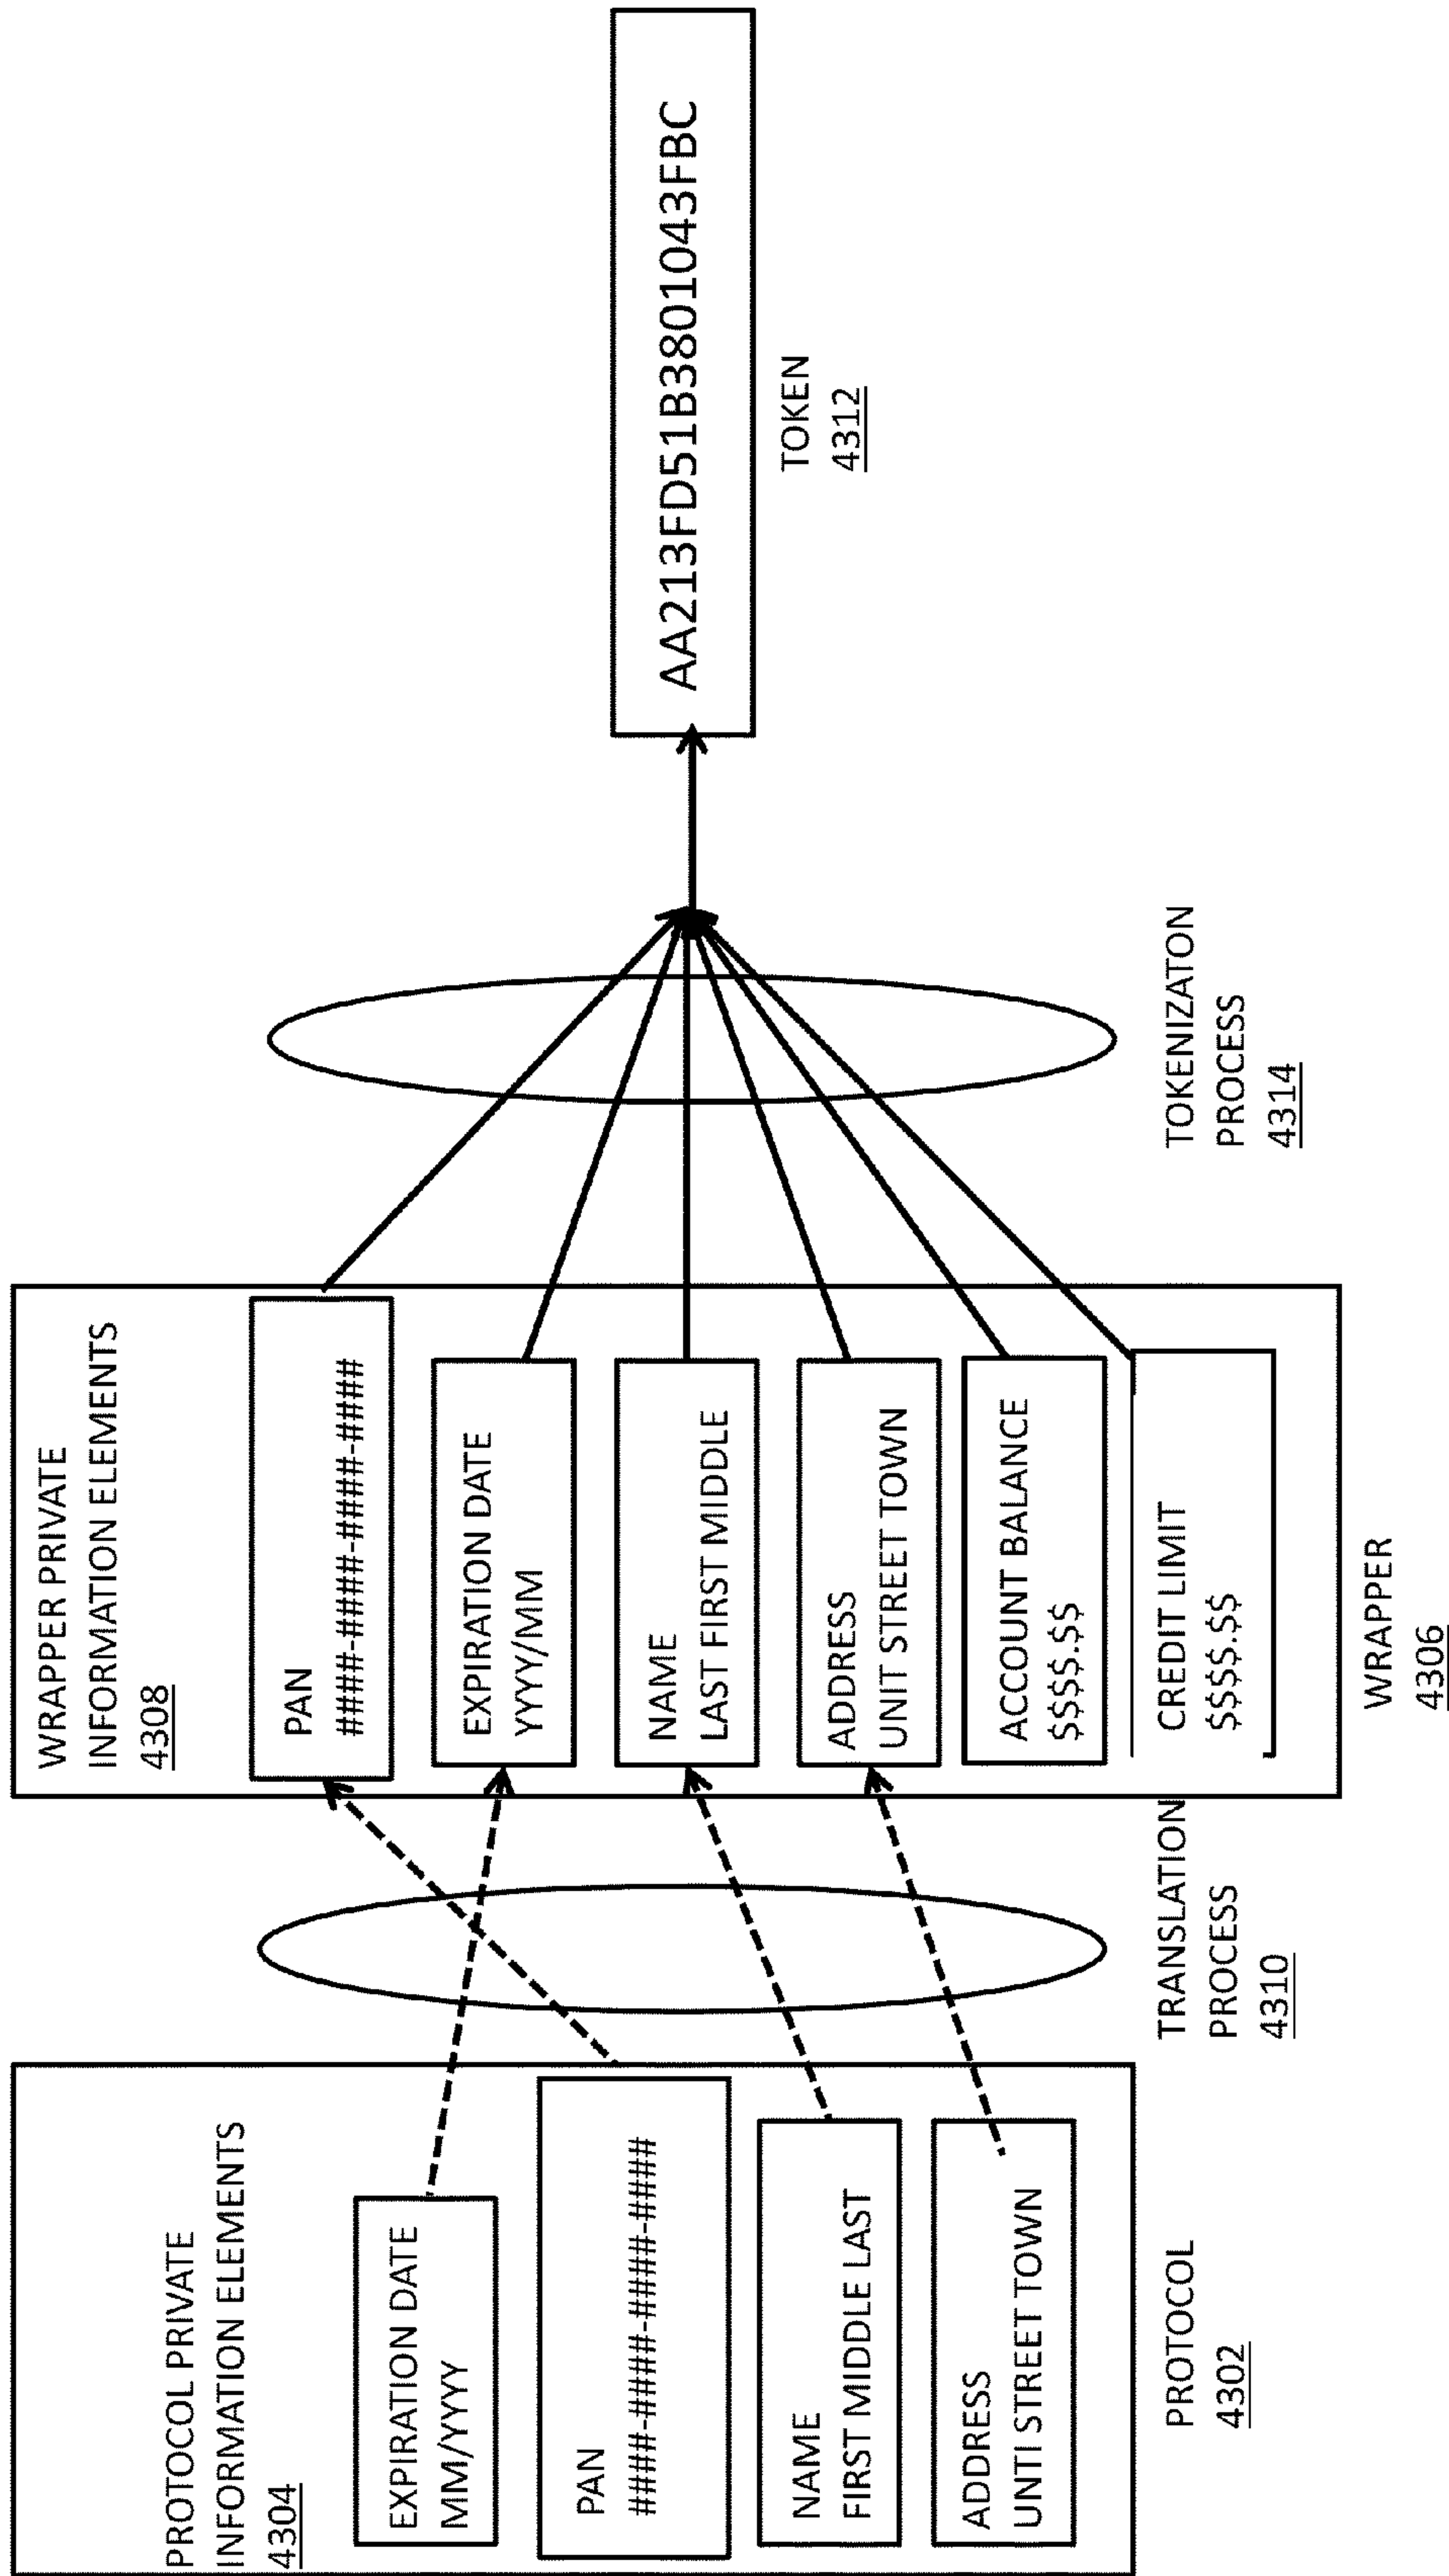 PROTOCOL PRIVATE
INFORMATION ELEMENTS
4304
EXPIRATION DATE
MM/YYYY
PAN
####-####-####-####
NAME
FIRST MIDDLE LAST
ADDRESS
UNTI STREET TOWN
PROTOCOL
4302
TRANSLATION
PROCESS
4310
WRAPPER PRIVATE
INFORMATION ELEMENTS
4308
PAN
####-####-####-####
EXPIRATION DATE
YYYY/MM
NAME
LAST FIRST MIDDLE
ADDRESS
UNIT STREET TOWN
ACCOUNT BALANCE
$$$$.$$
CREDIT LIMIT
$$$$.$$
WRAPPER
4306
TOKENIZATON
PROCESS
4314
AA213FD51B3801043FBC
TOKEN
4312